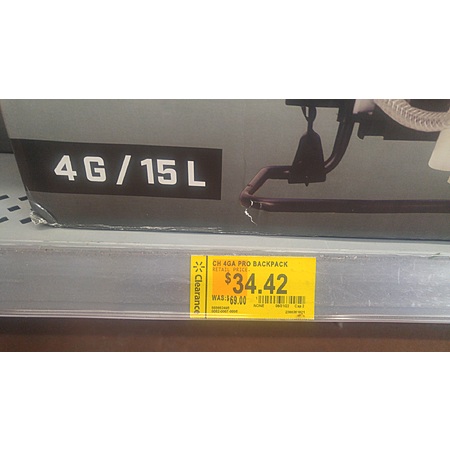 4G/15L
CH 4GA PRO BACKPACK
RETAIL PRICE
$34.42
WAS:$69.00
Clearance